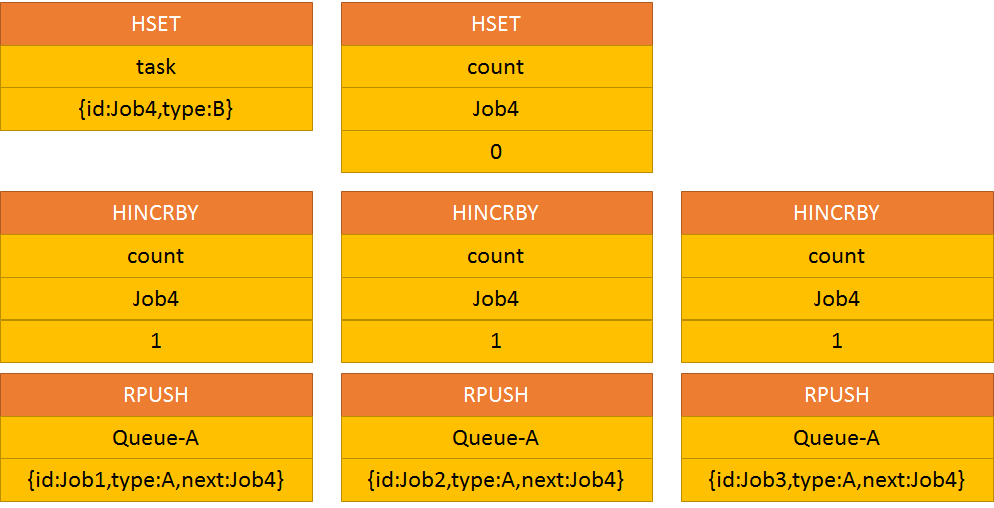 HSET
task
{id:Job4,type:B}
HSET
count
Job4
0
HINCRBY
count
Job4
1
HINCRBY
count
Job4
1
HINCRBY
count
Job4
1
RPUSH
Queue-A
{id:Job1,type:A,next:Job4}
RPUSH
Queue-A
{id:Job2,type:A,next:Job4}
RPUSH
Queue-A
{id:Job3,type:A,next:Job4}